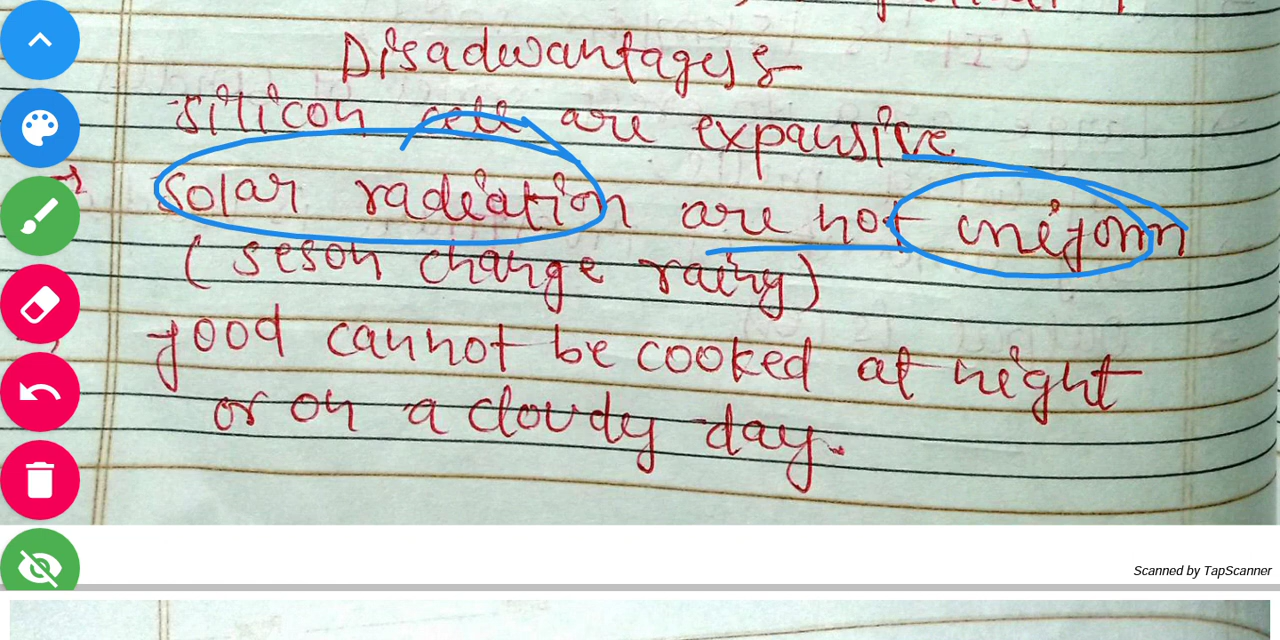 Disadvantages :-
silicon cell are expansive
→ Solar radiation are not uniform
( seson change rainy)
→ food cannot be cooked at night
or on a cloudy day.
Scanned by TapScanner